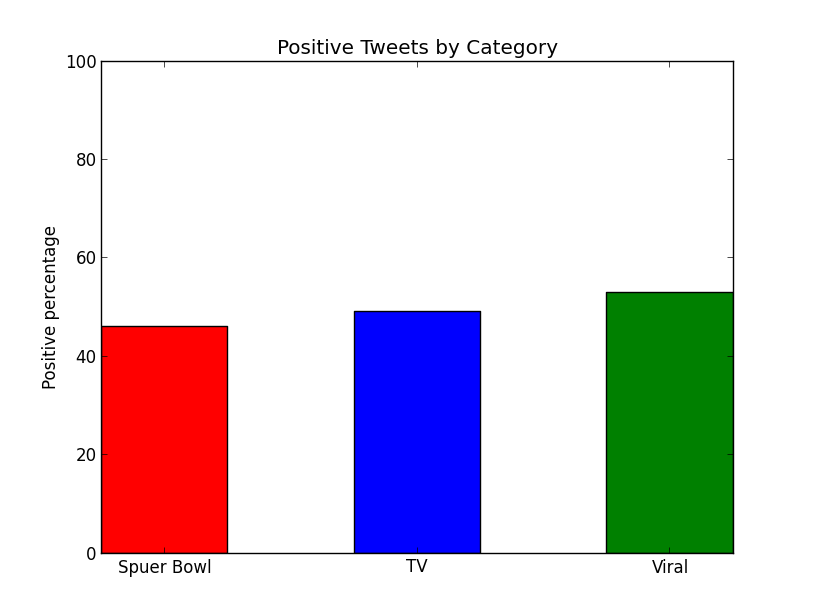 Positive Tweets by Category
Positive percentage
100
80
60
40
20
0
Spuer Bowl
TV
Viral